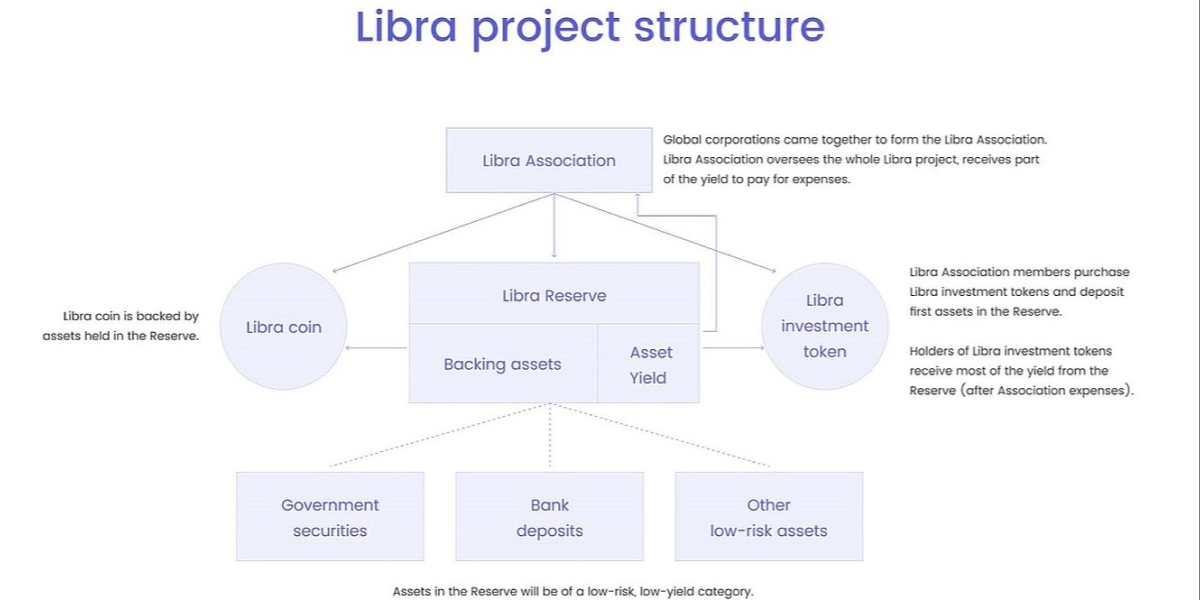 Libra project structure
Libra Association
Global corporations came together to form the Libra Association.
Libra Association oversees the whole Libra project, receives part
of the yield to pay for expenses.
Libra coin is backed by
assets held in the Reserve.
Libra coin
Libra Reserve
Backing assets
Asset
Yield
Libra
investment
token
Libra Association members purchase
Libra investment tokens and deposit
first assets in the Reserve.
Holders of Libra investment tokens
receive most of the yield from the
Reserve (after Association expenses).
Government
securities
Bank
deposits
Other
low-risk assets
Assets in the Reserve will be of a low-risk, low-yield category.